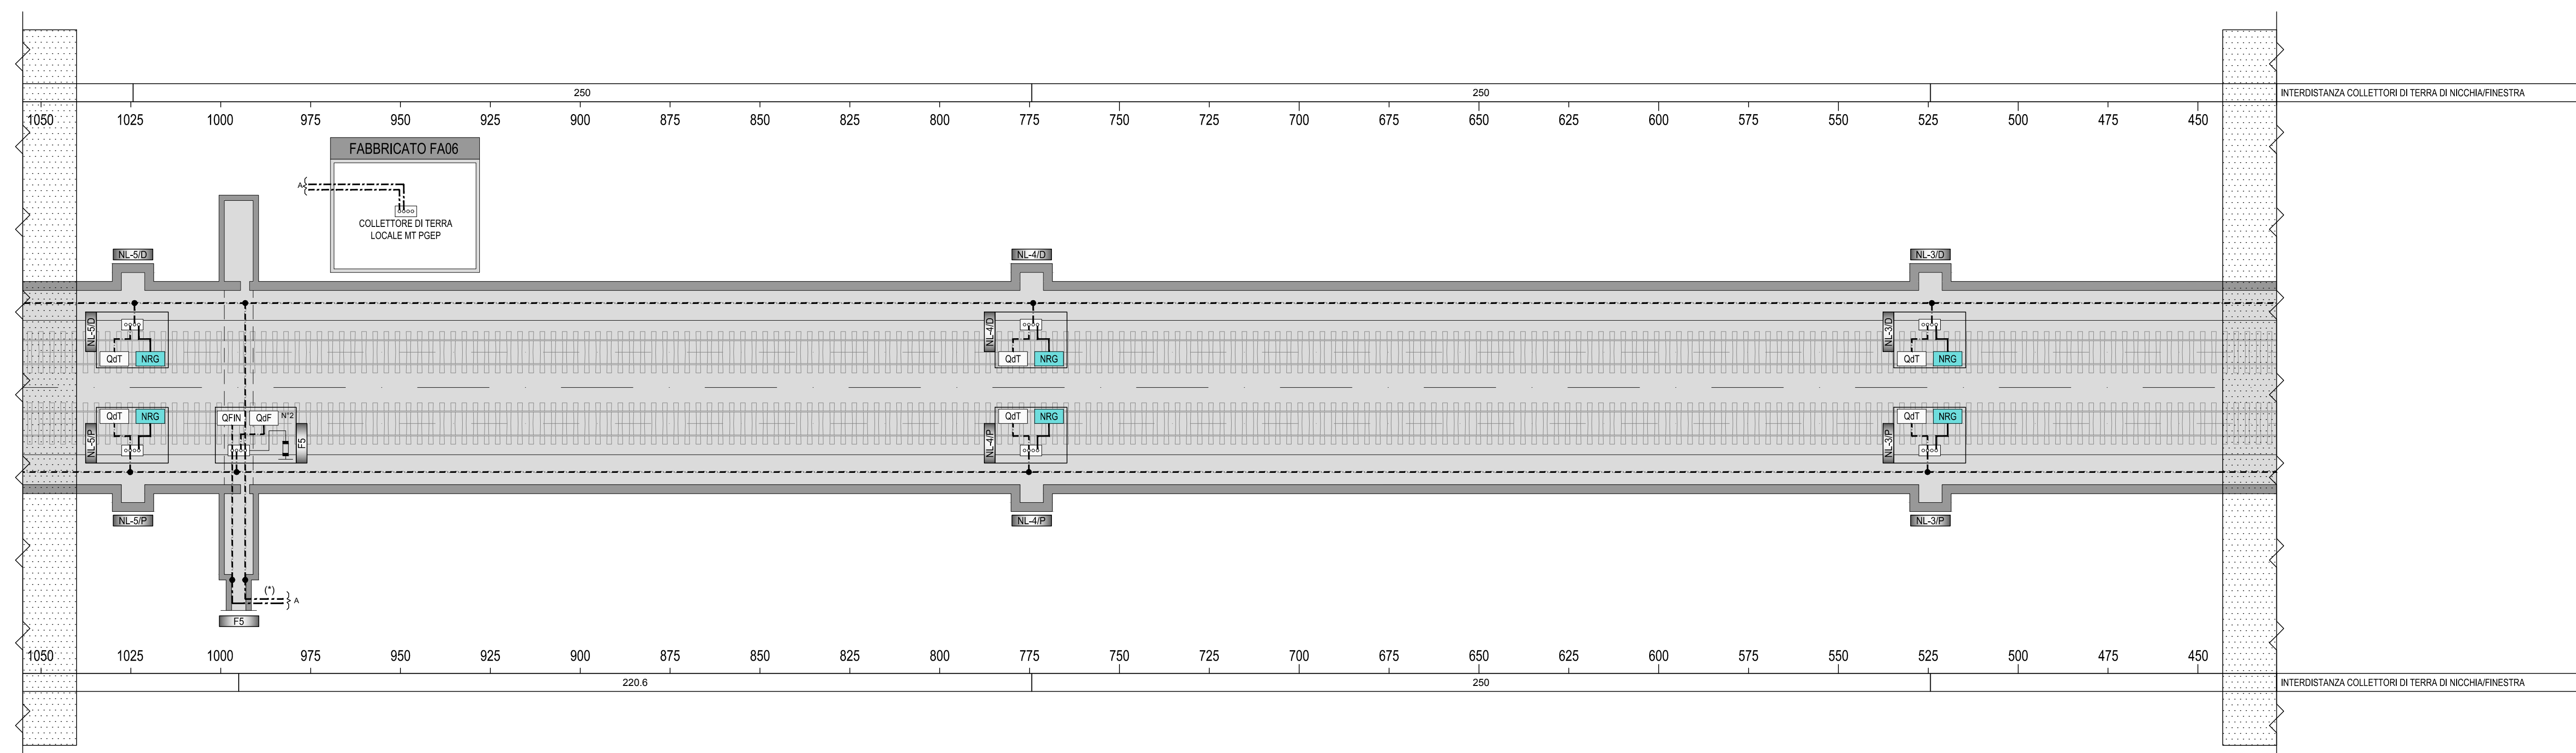 250 250 INTERDISTANZA COLLETTORI DI TERRA DI NICCHIA/FINESTRA
1050 1025 1000 975 950 925 900 875 850 825 800 775 750 725 700 675 650 625 600 575 550 525 500 475 450
FABBRICATO FA06
A
COLLETTORE DI TERRA
LOCALE MT PGEP
NL-5/D NL-4/D NL-3/D
NL-5/D NL-4/D NL-3/D
QdT NRG QdT NRG QdT NRG
QdT NRG QFIN QdF N°2 QdT NRG QdT NRG
NL-5/P F5 NL-4/P NL-3/P
NL-5/P NL-4/P NL-3/P
(*)
A
F5
1050 1025 1000 975 950 925 900 875 850 825 800 775 750 725 700 675 650 625 600 575 550 525 500 475 450
220.6 250 INTERDISTANZA COLLETTORI DI TERRA DI NICCHIA/FINESTRA